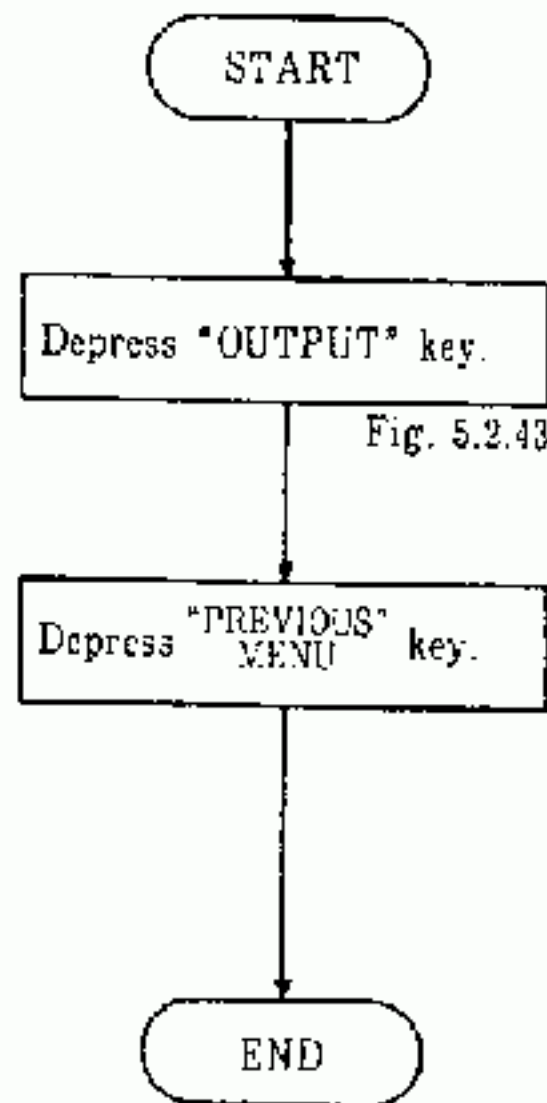 START
Depress "OUTPUT" key.
Fig. 5.2.43
Depress "PREVIOUS" key.
MENU
END